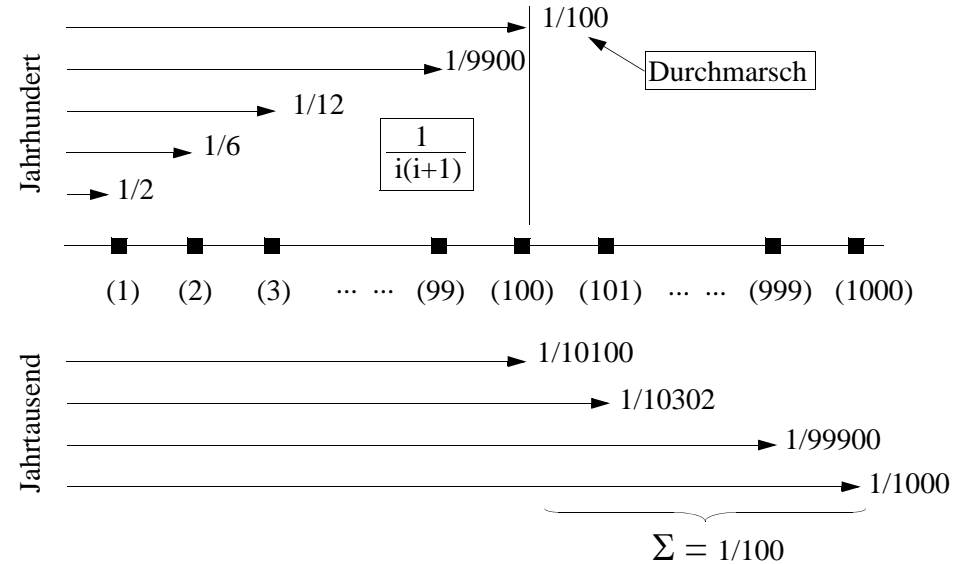 Jahrhundert
1/100
Durchmarsch
1/9900
1/12
1/6
1/2
1
i(i+1)
(1) (2) (3) ... ... (99) (100) (101) ... ... (999) (1000)
Jahrtausend
1/10100
1/10302
1/99900
1/1000
Σ = 1/100